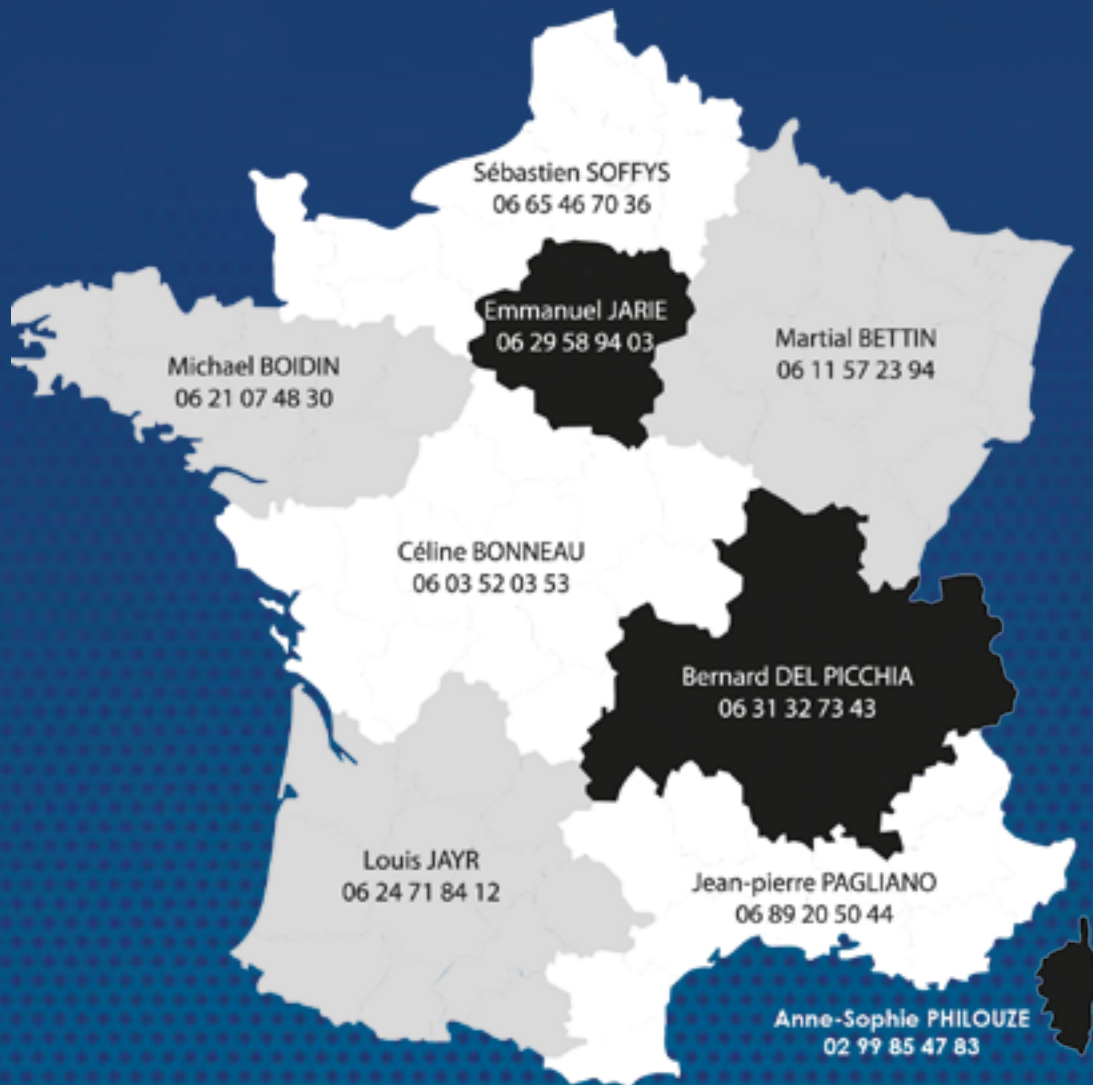 Sébastien SOFFYS
06 65 46 70 36
Emmanuel JARIE
06 29 58 94 03
Martial BETTIN
06 11 57 23 94
Michael BOIDIN
06 21 07 48 30
Céline BONNEAU
06 03 52 03 53
Bernard DEL PICCHIA
06 31 32 73 43
Louis JAYR
06 24 71 84 12
Jean-pierre PAGLIANO
06 89 20 50 44
Anne-Sophie PHILOUZE
02 99 85 47 83